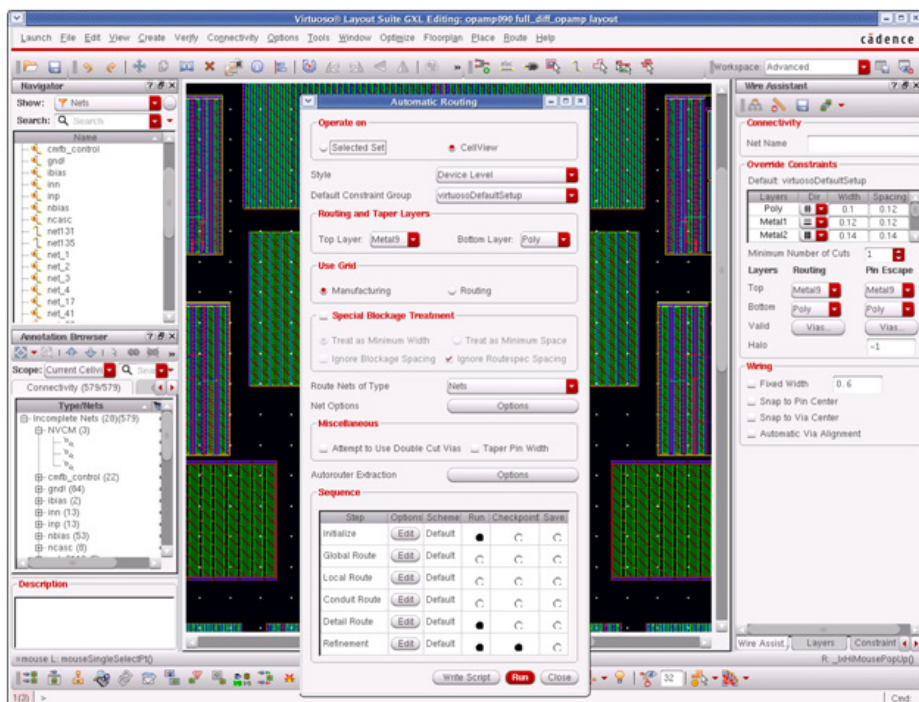 Virtuoso® Layout Suite GXL Editing: opamp090 full_diff_opamp layout
Launch File Edit View Create Verify Connectivity Options Tools Window Optimize Floorplan Place Route Help
cādence
Workspace: Advanced
Navigator
Show: Nets
Search: Search
Name
cmfb_control
gnd!
ibias
inn
inp
nbias
ncasc
net131
net135
net_1
net_2
net_3
net_4
net_17
net_41
Annotation Browser
Scope: Current Cellvi
Connectivity (579/579)
Type/Nets
Incomplete Nets (28)(579)
NVCM (3)
cmfb_control (22)
gnd! (64)
ibias (2)
inn (13)
inp (13)
nbias (53)
ncasc (8)
Description
Automatic Routing
Operate on
Selected Set CellView
Style Device Level
Default Constraint Group virtuosoDefaultSetup
Routing and Taper Layers
Top Layer: Metal9 Bottom Layer: Poly
Use Grid
Manufacturing Routing
Special Blockage Treatment
Treat as Minimum Width Treat as Minimum Space
Ignore Blockage Spacing Ignore Routespec Spacing
Route Nets of Type Nets
Net Options Options
Miscellaneous
Attempt to Use Double Cut Vias Taper Pin Width
Autorouter Extraction Options
Sequence
Step Options Scheme Run Checkpoint Save
Initialize Edit Default
Global Route Edit Default
Local Route Edit Default
Conduit Route Edit Default
Detail Route Edit Default
Refinement Edit Default
Write Script Run Close
Wire Assistant
Connectivity
Net Name
Override Constraints
Default: virtuosoDefaultSetup
Layers Dir Width Spacing
Poly 0.1 0.12
Metal1 0.12 0.12
Metal2 0.14 0.14
Minimum Number of Cuts 1
Layers Routing Pin Escape
Top Metal9 Metal9
Bottom Poly Poly
Valid Vias... Vias...
Halo -1
Wiring
Fixed Width 0.6
Snap to Pin Center
Snap to Via Center
Automatic Via Alignment
Wire Assist. Layers Constraint
mouse L: mouseSingleSelectPt()
R: _lxHiMousePopUp()
32
1(3) >
Cmd: